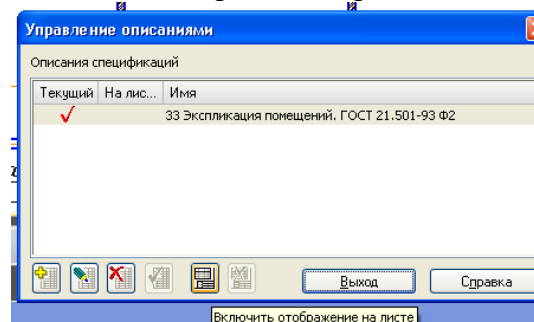 Управление описаниями
Описания спецификаций
Текущий На лис... Имя
33 Экспликация помещений. ГОСТ 21.501-93 Ф2
Выход Справка
Включить отображение на листе